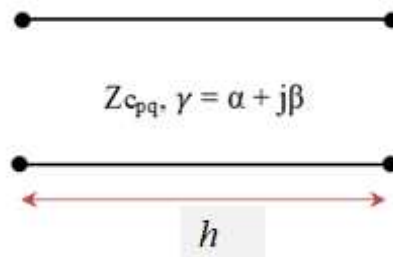 Zc_pq, γ = α + jβ
h